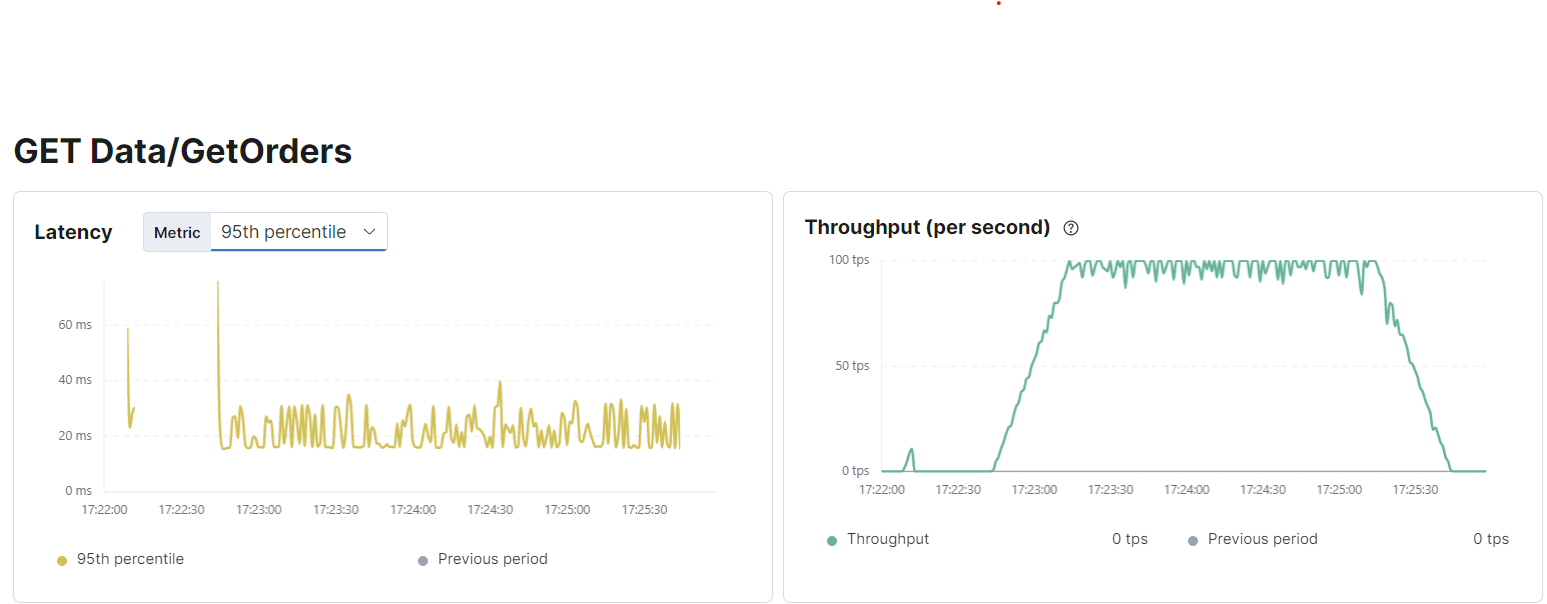 GET Data/GetOrders
Latency
Metric 95th percentile
60 ms
40 ms
20 ms
0 ms
17:22:00 17:22:30 17:23:00 17:23:30 17:24:00 17:24:30 17:25:00 17:25:30
95th percentile Previous period
Throughput (per second) ?
100 tps
50 tps
0 tps
17:22:00 17:22:30 17:23:00 17:23:30 17:24:00 17:24:30 17:25:00 17:25:30
Throughput 0 tps Previous period 0 tps